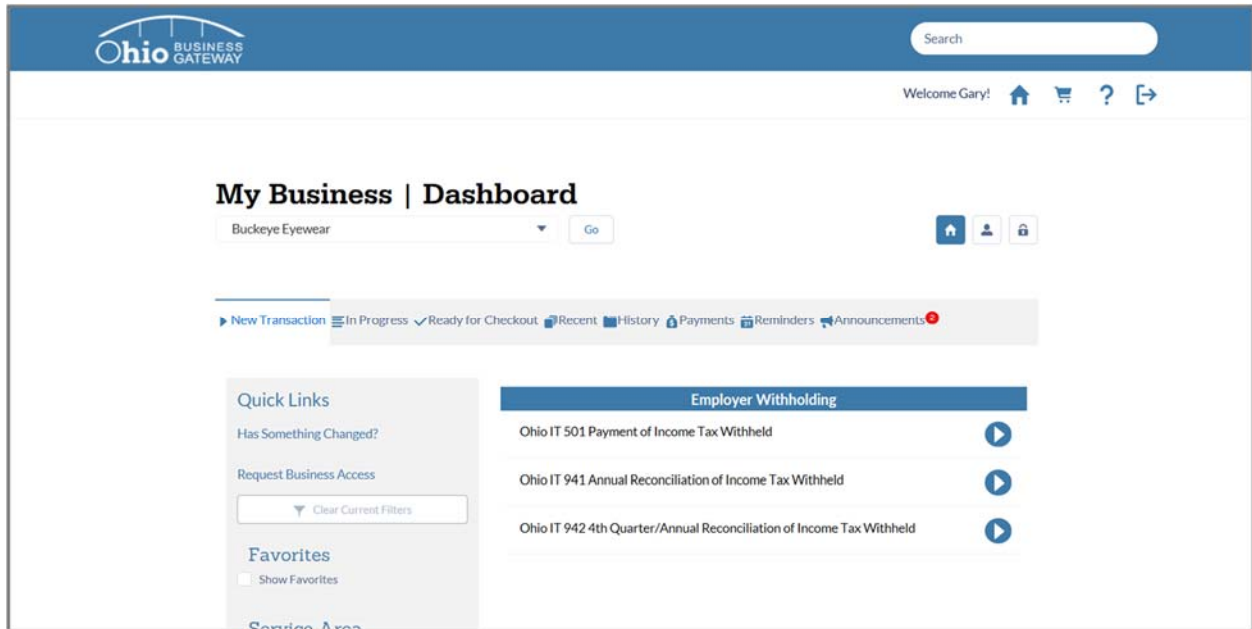 Ohio BUSINESS GATEWAY
Search
Welcome Gary!
?
My Business | Dashboard
Buckeye Eyewear
Go
New Transaction In Progress Ready for Checkout Recent History Payments Reminders Announcements 2
Quick Links
Has Something Changed?
Request Business Access
Clear Current Filters
Favorites
Show Favorites
Service Area
Employer Withholding
Ohio IT 501 Payment of Income Tax Withheld
Ohio IT 941 Annual Reconciliation of Income Tax Withheld
Ohio IT 942 4th Quarter/Annual Reconciliation of Income Tax Withheld